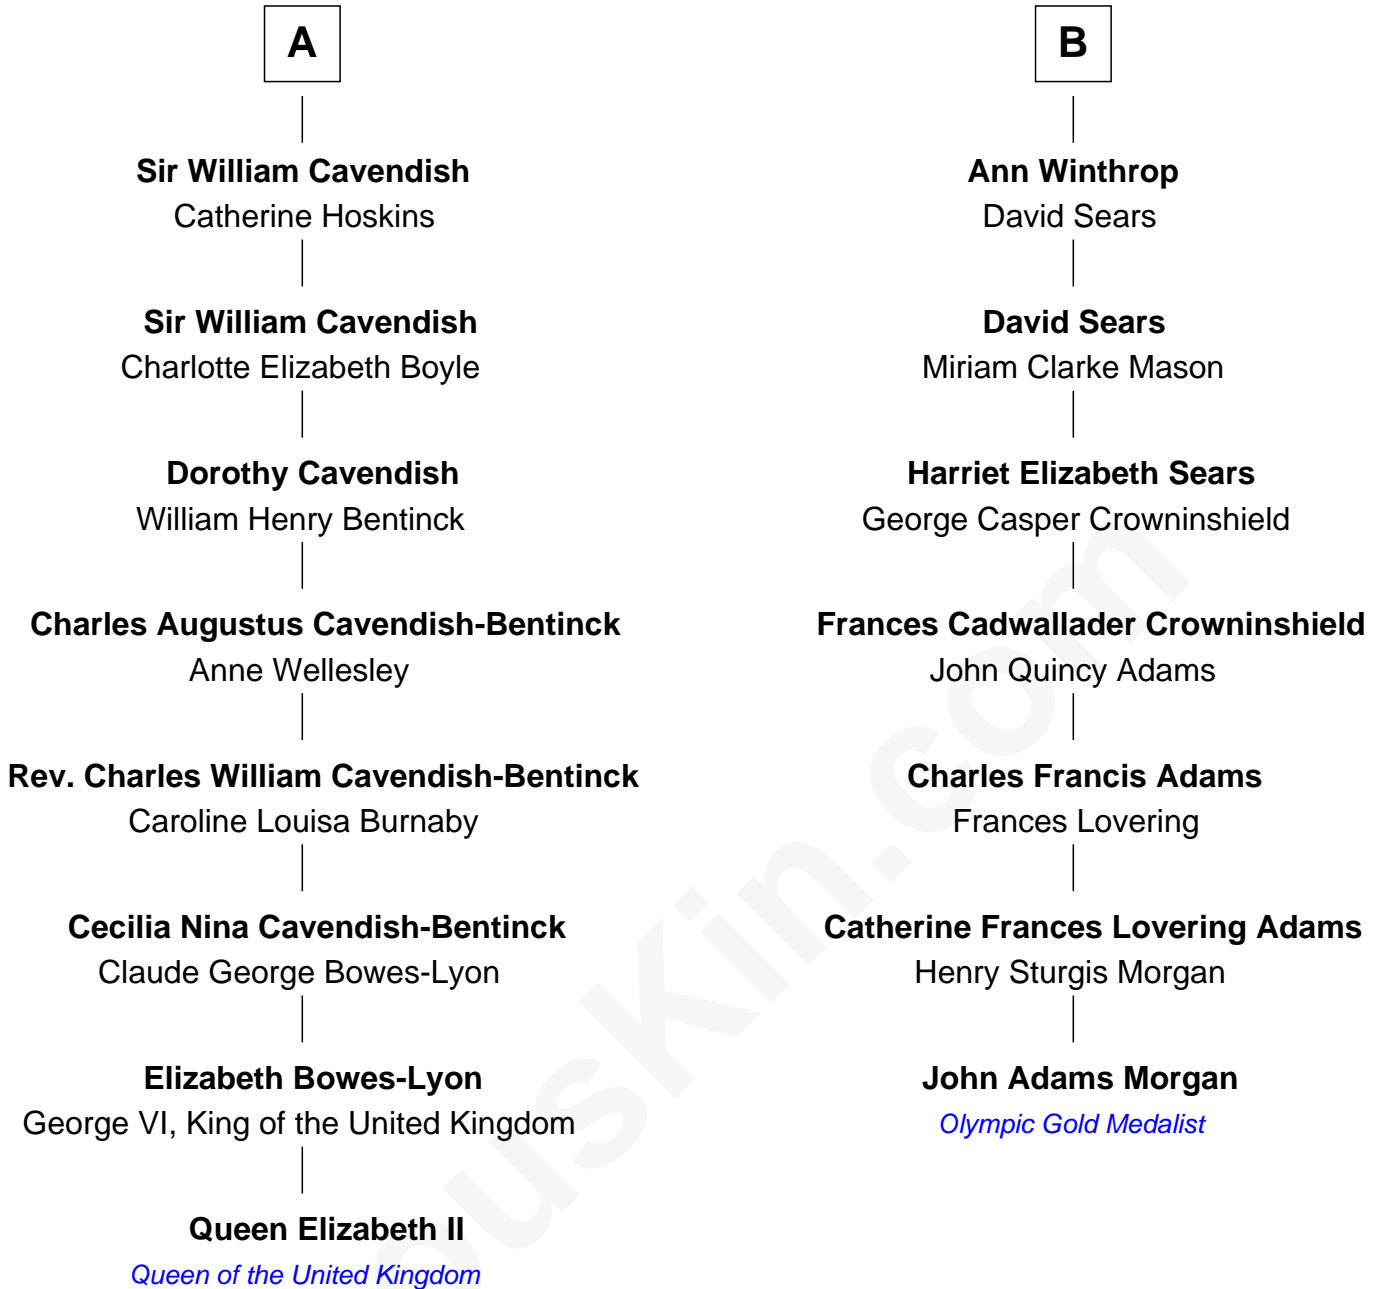 A
Sir William Cavendish
Catherine Hoskins
Sir William Cavendish
Charlotte Elizabeth Boyle
Dorothy Cavendish
William Henry Bentinck
Charles Augustus Cavendish-Bentinck
Anne Wellesley
Rev. Charles William Cavendish-Bentinck
Caroline Louisa Burnaby
Cecilia Nina Cavendish-Bentinck
Claude George Bowes-Lyon
Elizabeth Bowes-Lyon
George VI, King of the United Kingdom
Queen Elizabeth II
Queen of the United Kingdom
B
Ann Winthrop
David Sears
David Sears
Miriam Clarke Mason
Harriet Elizabeth Sears
George Casper Crowninshield
Frances Cadwallader Crowninshield
John Quincy Adams
Charles Francis Adams
Frances Lovering
Catherine Frances Lovering Adams
Henry Sturgis Morgan
John Adams Morgan
Olympic Gold Medalist
ousKin.com